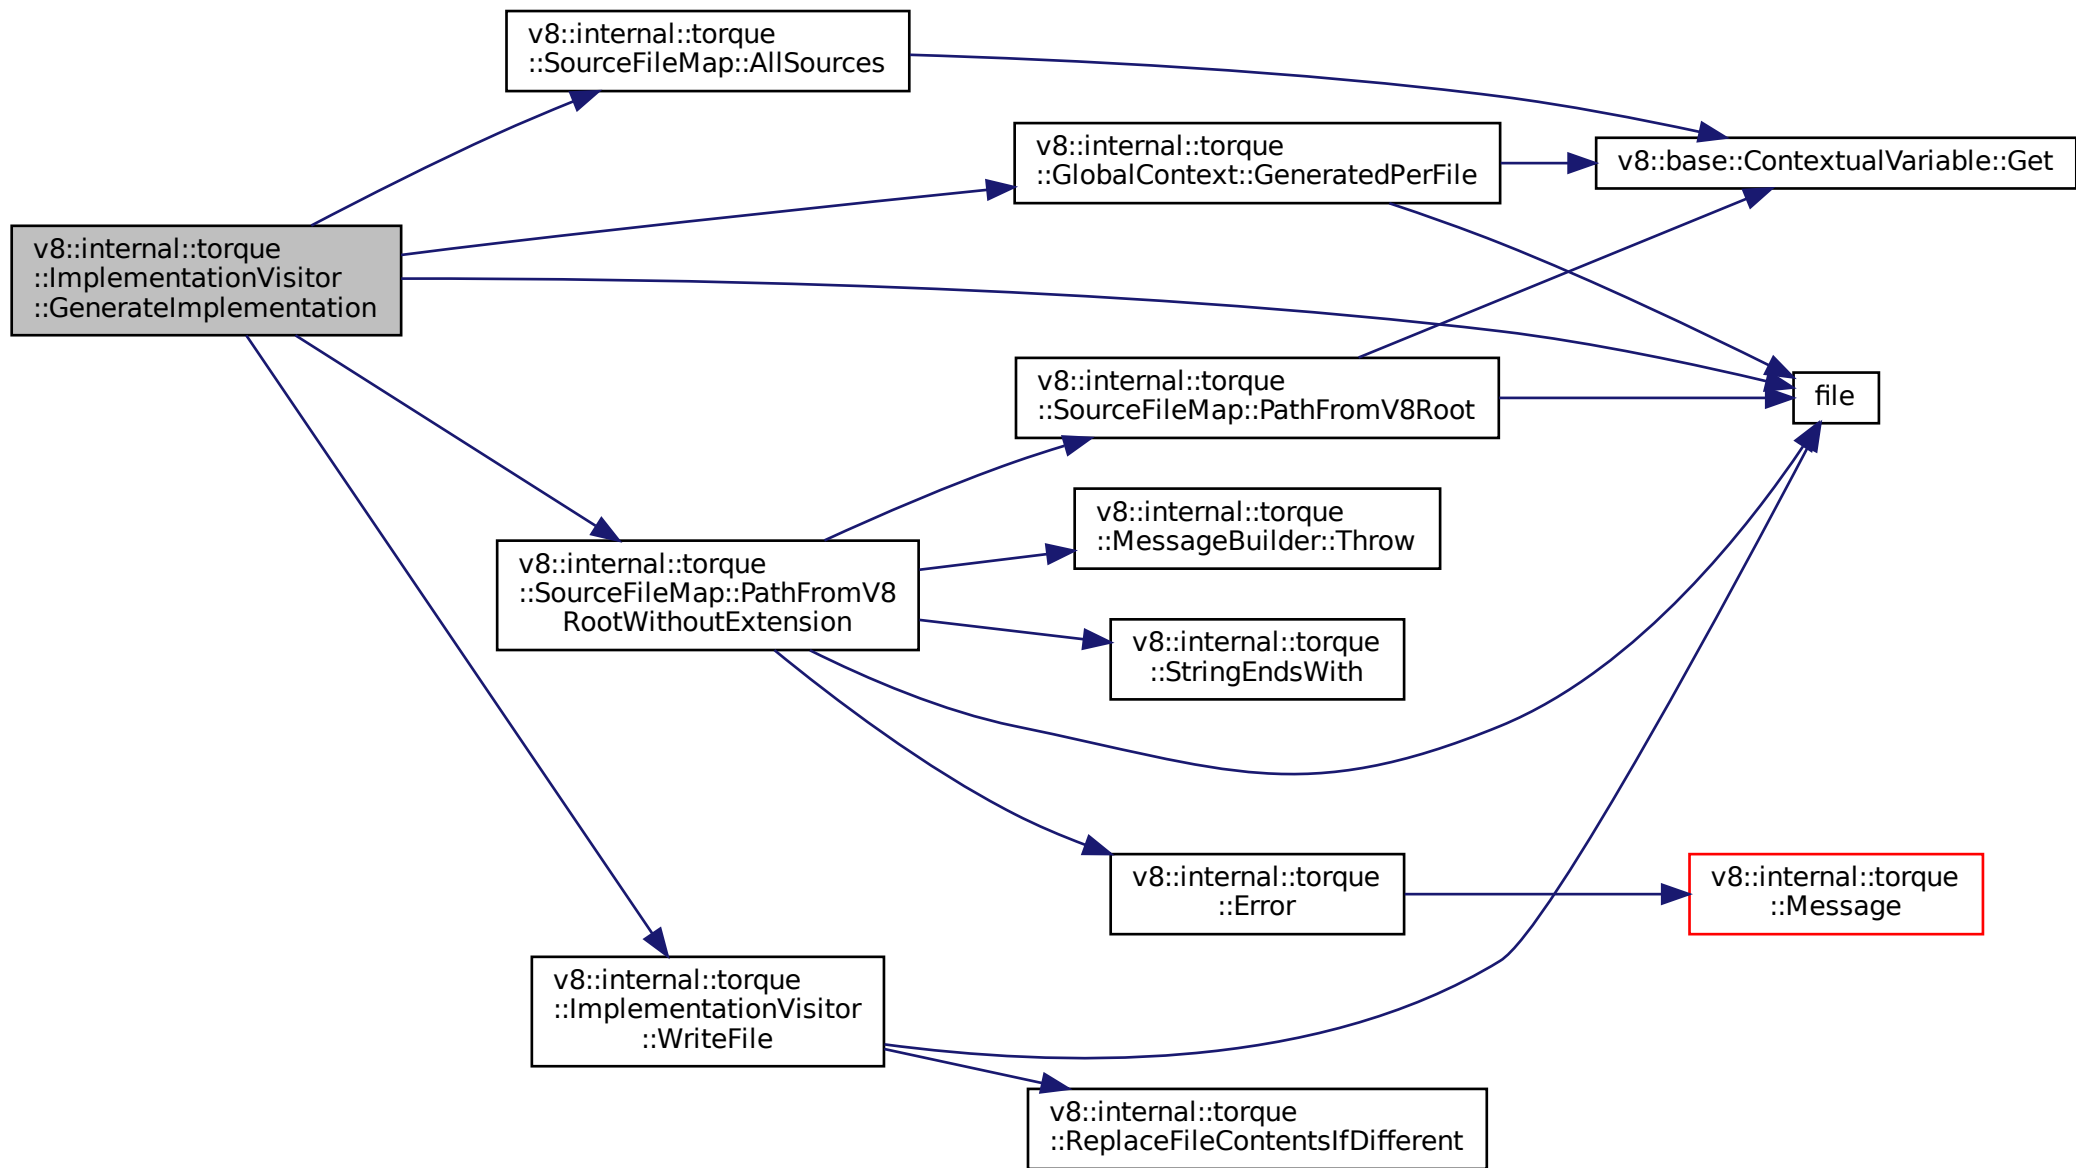 v8::internal::torque
::SourceFileMap::AllSources
v8::internal::torque
::GlobalContext::GeneratedPerFile
v8::base::ContextualVariable::Get
v8::internal::torque
::ImplementationVisitor
::GenerateImplementation
v8::internal::torque
::SourceFileMap::PathFromV8Root
file
v8::internal::torque
::MessageBuilder::Throw
v8::internal::torque
::SourceFileMap::PathFromV8
RootWithoutExtension
v8::internal::torque
::StringEndsWith
v8::internal::torque
::Error
v8::internal::torque
::Message
v8::internal::torque
::ImplementationVisitor
::WriteFile
v8::internal::torque
::ReplaceFileContentsIfDifferent